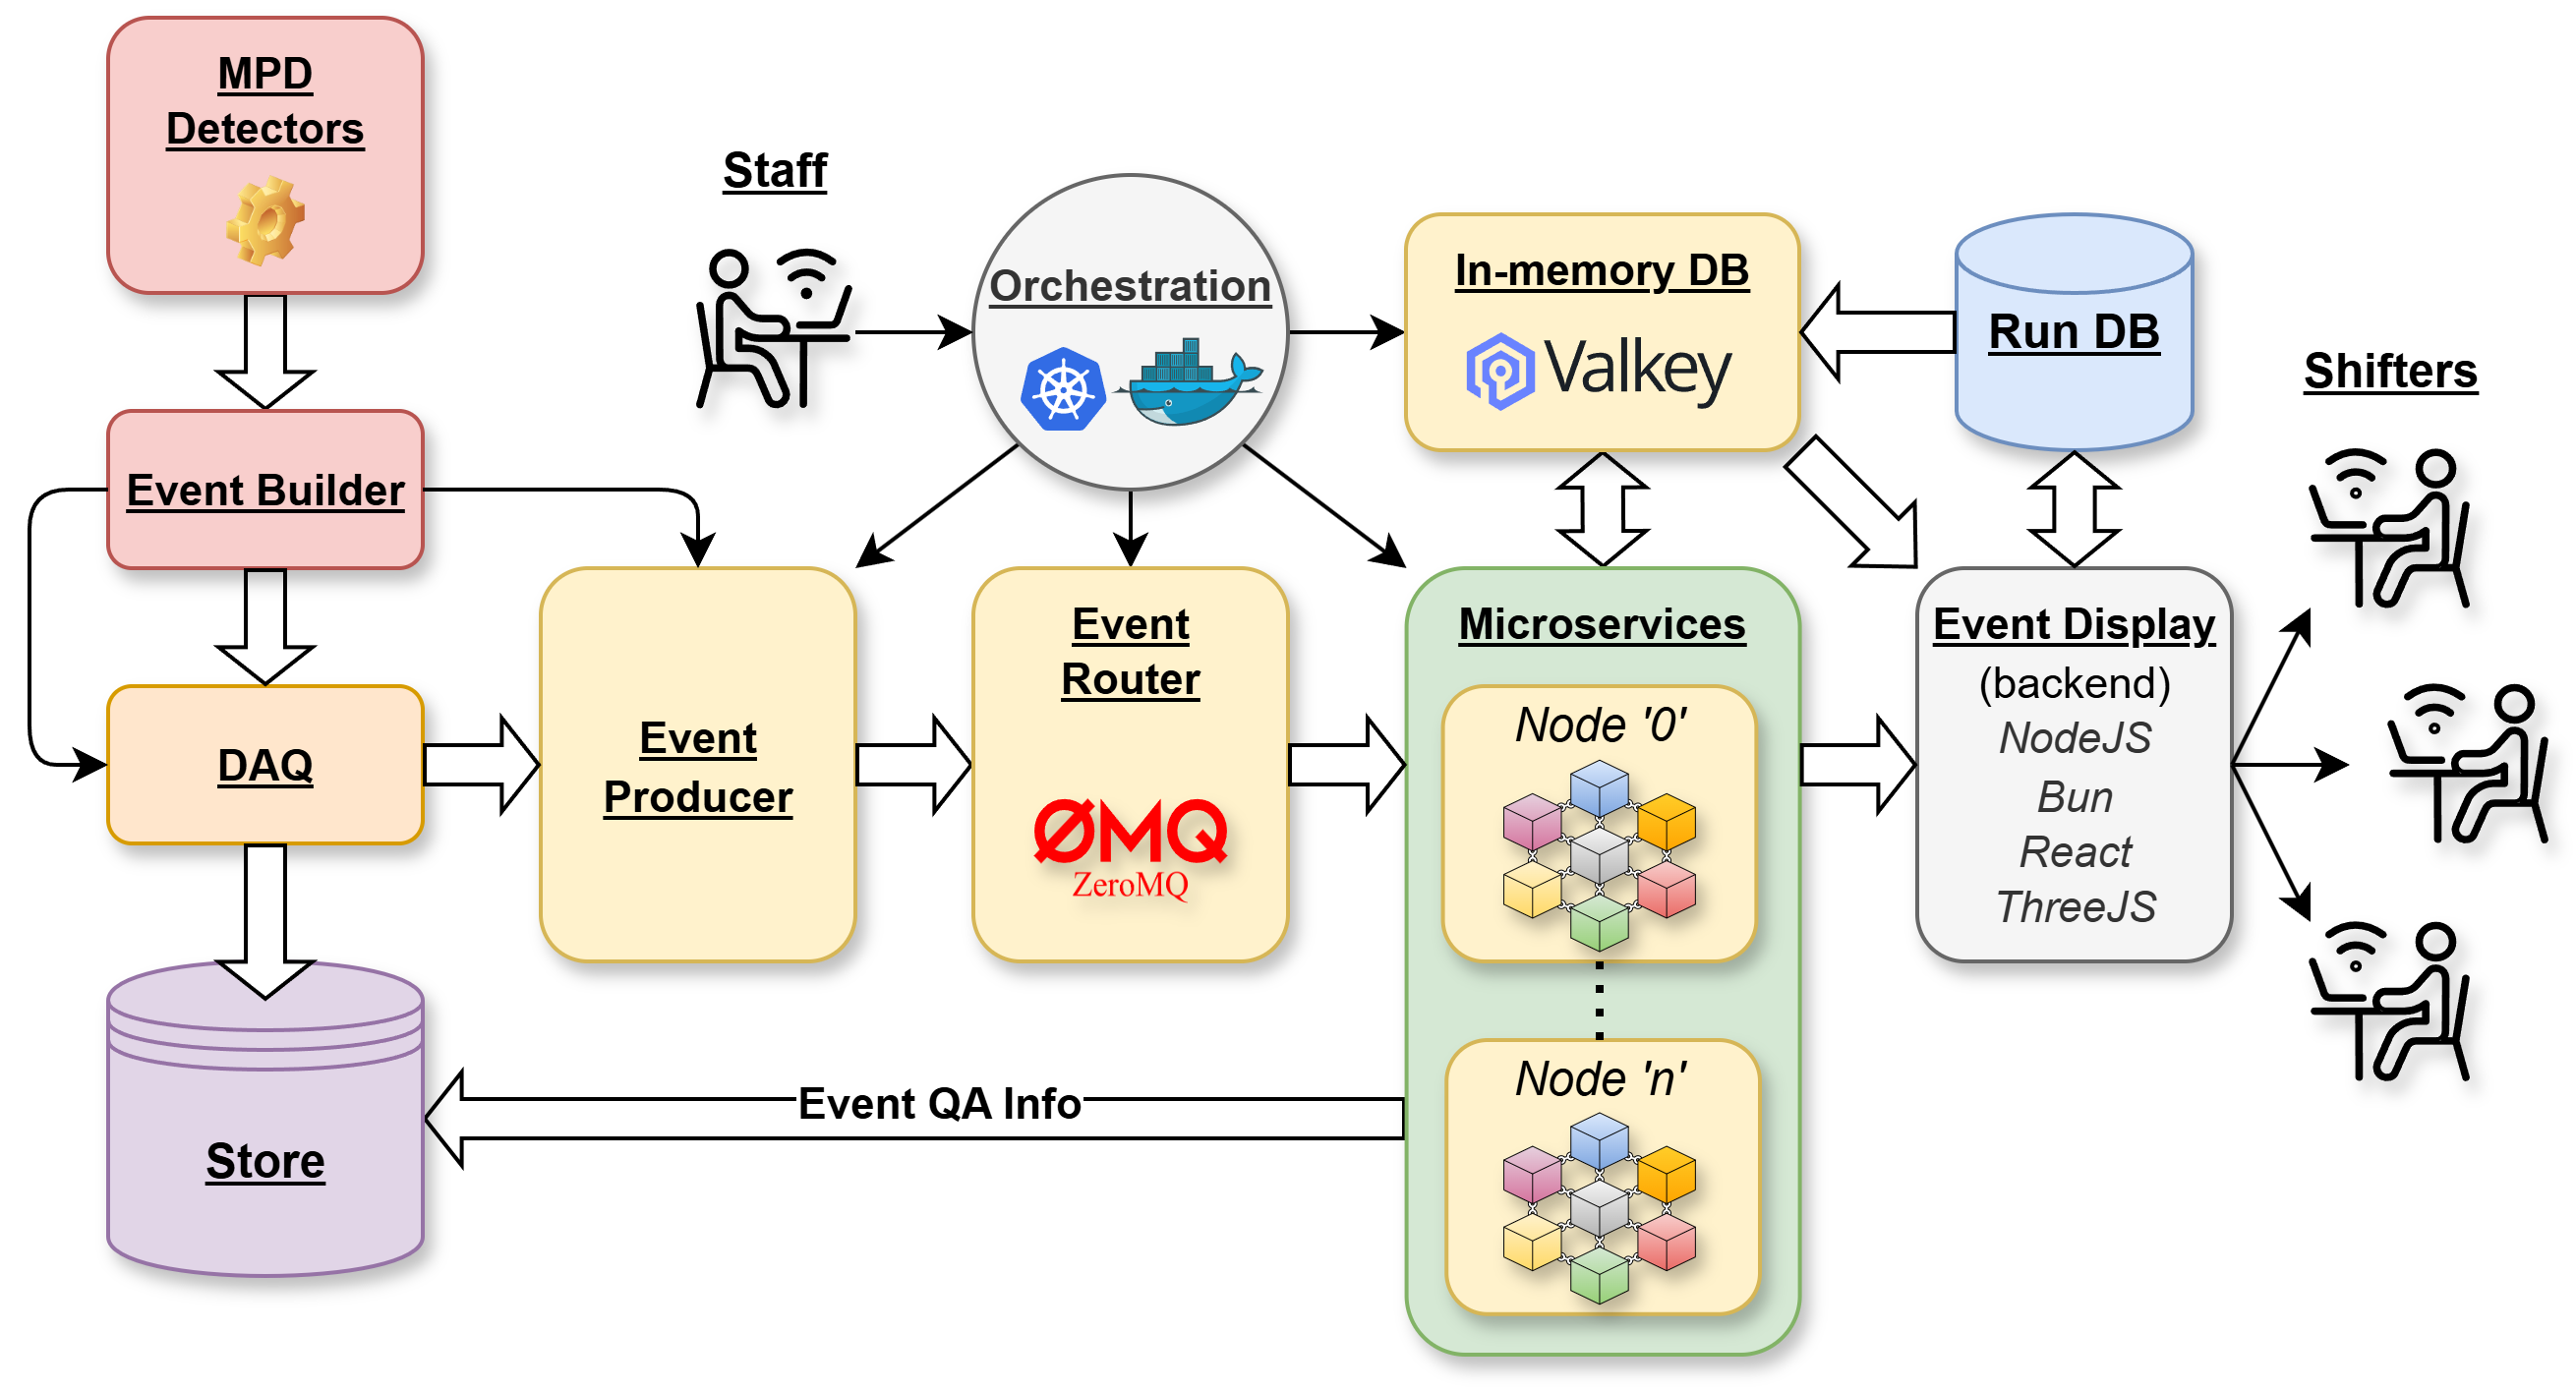 MPD
Detectors
Event Builder
DAQ
Store
Staff
Orchestration
In-memory DB
Valkey
Run DB
Shifters
Event
Producer
Event
Router
ØMQ
ZeroMQ
Microservices
Node '0'
Node 'n'
Event Display
(backend)
NodeJS
Bun
React
ThreeJS
Event QA Info